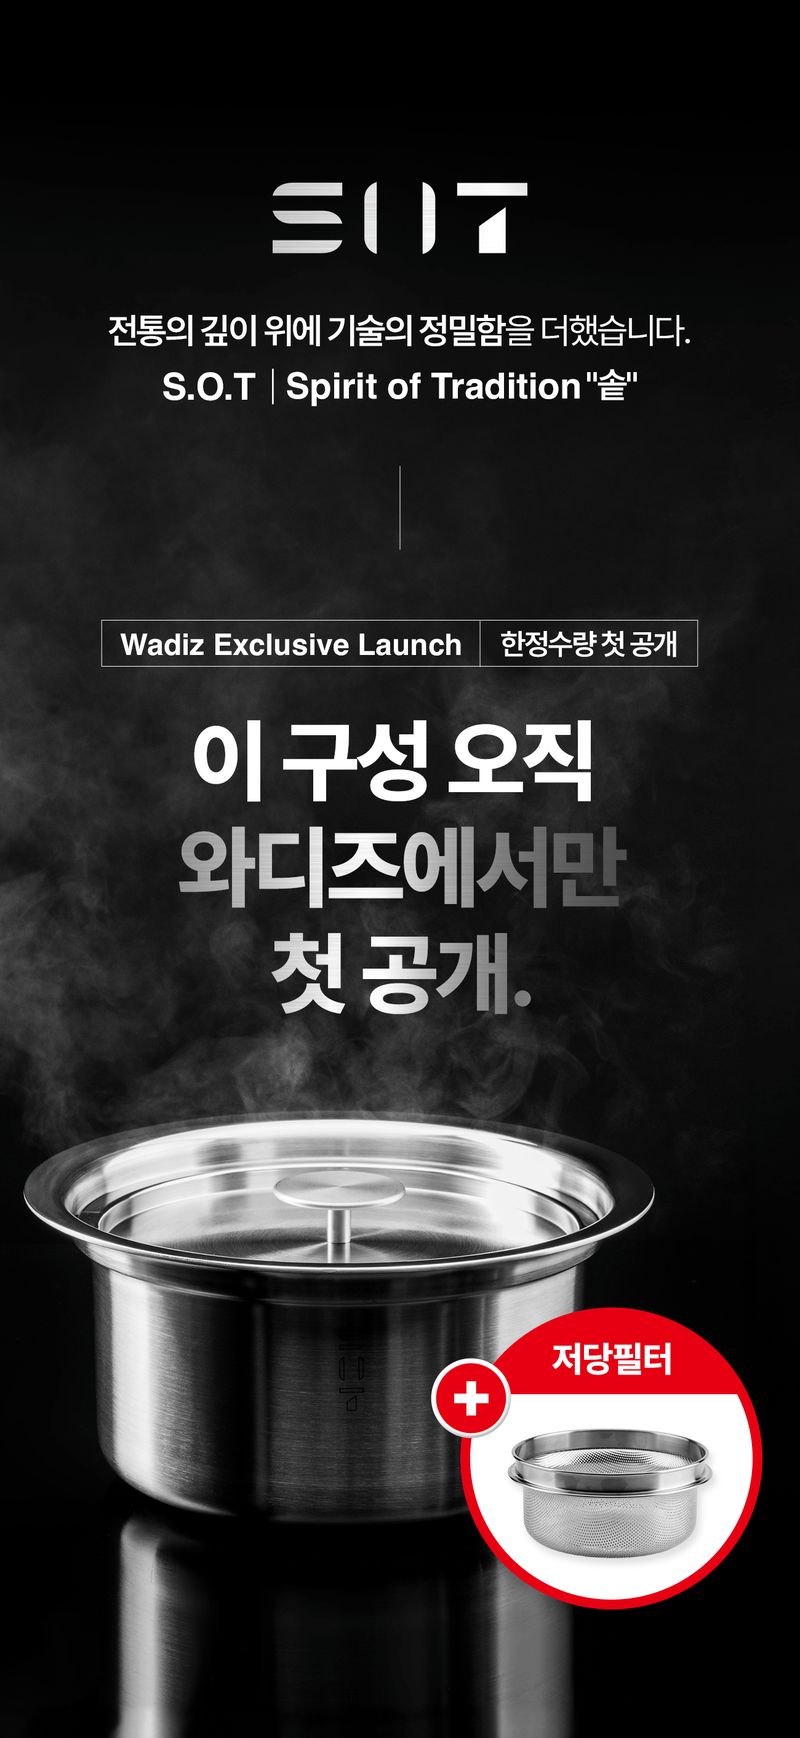 SOT
전통의 깊이 위에 기술의 정밀함을 더했습니다.
S.O.T | Spirit of Tradition "솥"
Wadiz Exclusive Launch | 한정수량 첫 공개
이 구성 오직
와디즈에서만
첫 공개.
저당필터